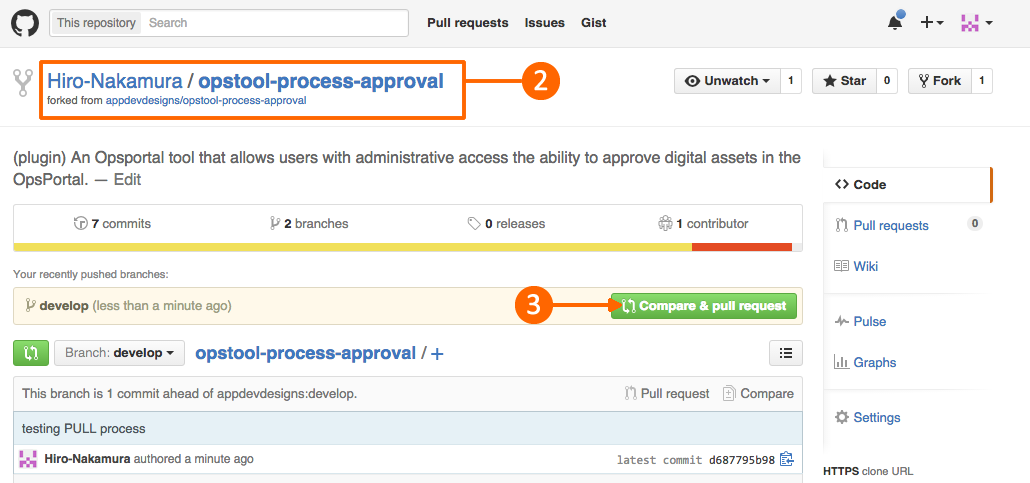 This repository Search Pull requests Issues Gist
Hiro-Nakamura / opstool-process-approval 2 Unwatch 1 Star 0 Fork 1
forked from appdevdesigns/opstool-process-approval
(plugin) An Opsportal tool that allows users with administrative access the ability to approve digital assets in the
OpsPortal. — Edit
7 commits 2 branches 0 releases 1 contributor
Your recently pushed branches:
develop (less than a minute ago) 3 Compare & pull request
Branch: develop opstool-process-approval / +
This branch is 1 commit ahead of appdevdesigns:develop. Pull request Compare
testing PULL process
Hiro-Nakamura authored a minute ago latest commit d687795b98
<> Code
Pull requests 0
Wiki
Pulse
Graphs
Settings
HTTPS clone URL